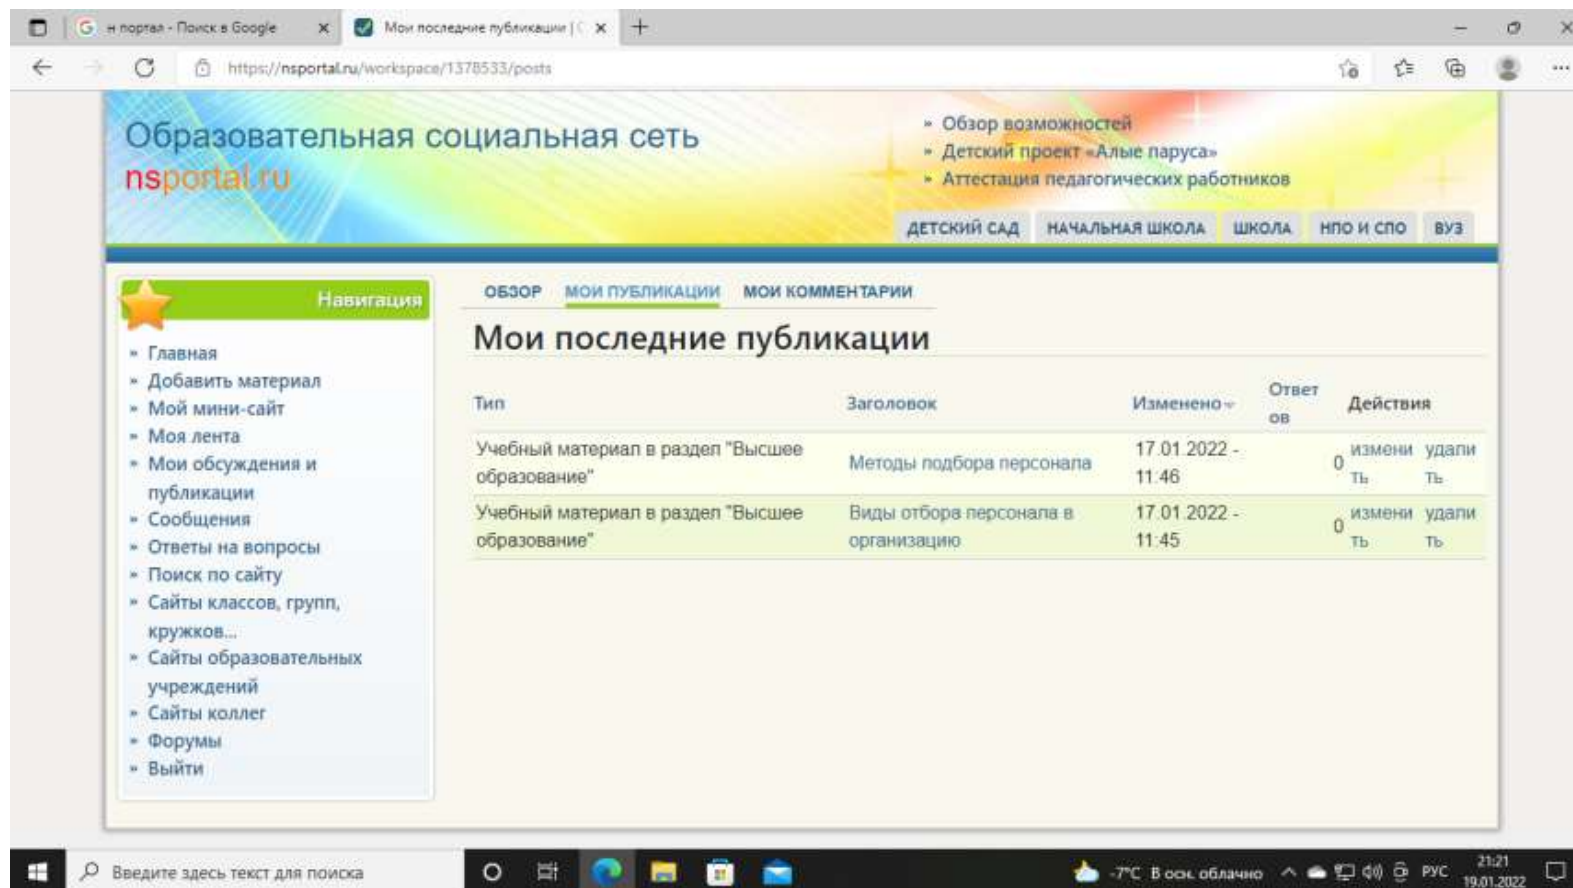 н портал - Поиск в Google
Мои последние публикации | С
https://nsportal.ru/workspace/1378533/posts
Образовательная социальная сеть
nsportal.ru
» Обзор возможностей
» Детский проект «Алые паруса»
» Аттестация педагогических работников
ДЕТСКИЙ САД НАЧАЛЬНАЯ ШКОЛА ШКОЛА НПО И СПО ВУЗ
Навигация
» Главная
» Добавить материал
» Мой мини-сайт
» Моя лента
» Мои обсуждения и
публикации
» Сообщения
» Ответы на вопросы
» Поиск по сайту
» Сайты классов, групп,
кружков...
» Сайты образовательных
учреждений
» Сайты коллег
» Форумы
» Выйти
ОБЗОР МОИ ПУБЛИКАЦИИ МОИ КОММЕНТАРИИ
Мои последние публикации
Тип Заголовок Изменено Ответ
ов Действия
Учебный материал в раздел "Высшее
образование"
Методы подбора персонала
17.01.2022 -
11:46
0
измени
ть
удали
ть
Учебный материал в раздел "Высшее
образование"
Виды отбора персонала в
организацию
17.01.2022 -
11:45
0
измени
ть
удали
ть
Введите здесь текст для поиска
-7°C В осн. облачно
РУС
21:21
19.01.2022